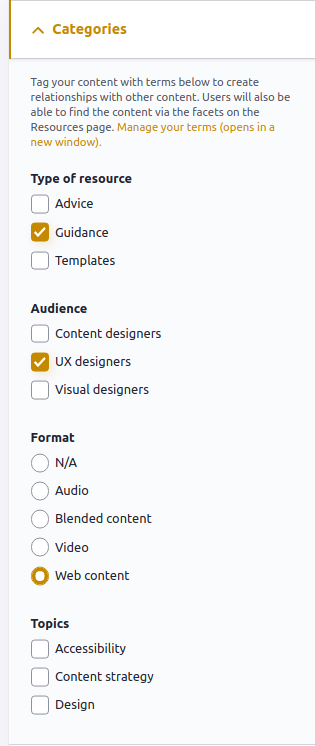 Categories
Tag your content with terms below to create
relationships with other content. Users will also be
able to find the content via the facets on the
Resources page. Manage your terms (opens in a
new window).
Type of resource
Advice
Guidance
Templates
Audience
Content designers
UX designers
Visual designers
Format
N/A
Audio
Blended content
Video
Web content
Topics
Accessibility
Content strategy
Design